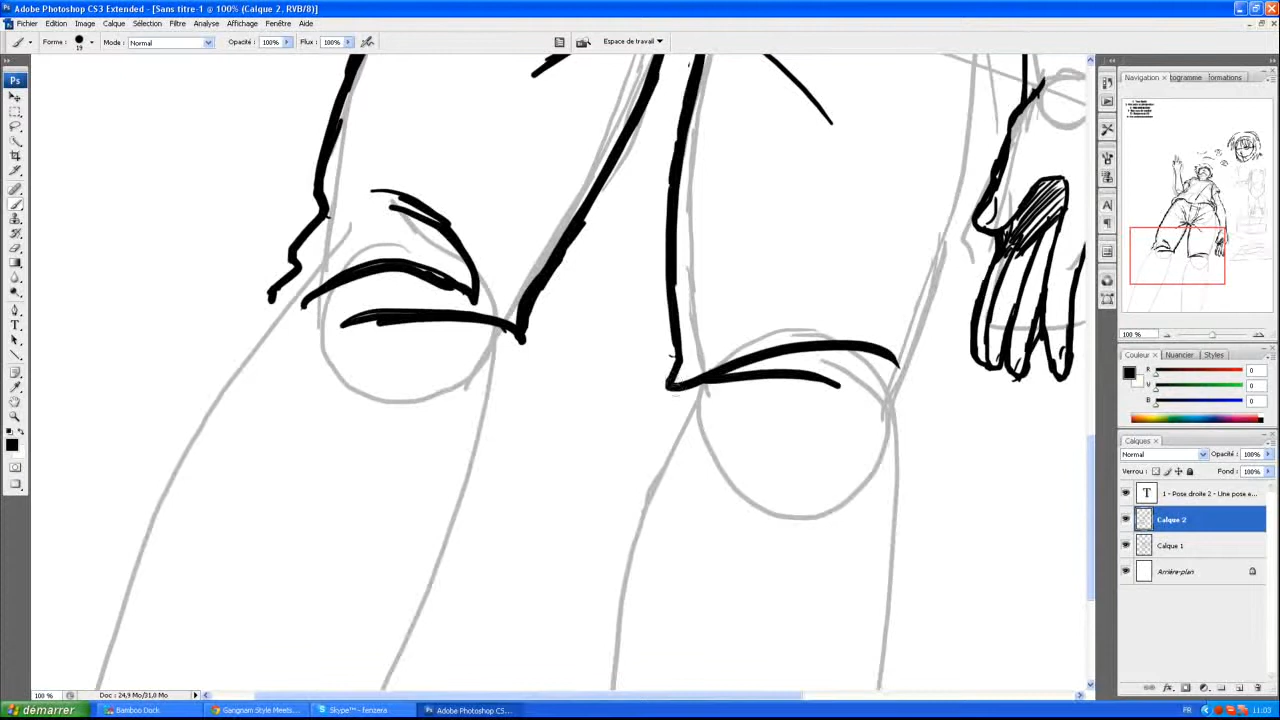 Adobe Photoshop CS3 Extended - [Sans titre-1 @ 100% (Calque 2, RVB/8)]
Fichier Edition Image Calque Sélection Filtre Analyse Affichage Fenêtre Aide
Forme : 19 Mode : Normal Opacité : 100% Flux : 100% Espace de travail
Ps
Navigation × togramme formations
100 %
Couleur × Nuancier Styles
R 0
V 0
B 0
Calques ×
Normal Opacité : 100%
Verrou : Fond : 100%
T 1 - Pose droite 2 - Une pose e...
Calque 2
Calque 1
Arrière-plan
100 % Doc : 24,9 Mo/31,0 Mo
démarrer Bamboo Dock Gangnam Style Meets... Skype™ - fenzera Adobe Photoshop CS... FR 11:03